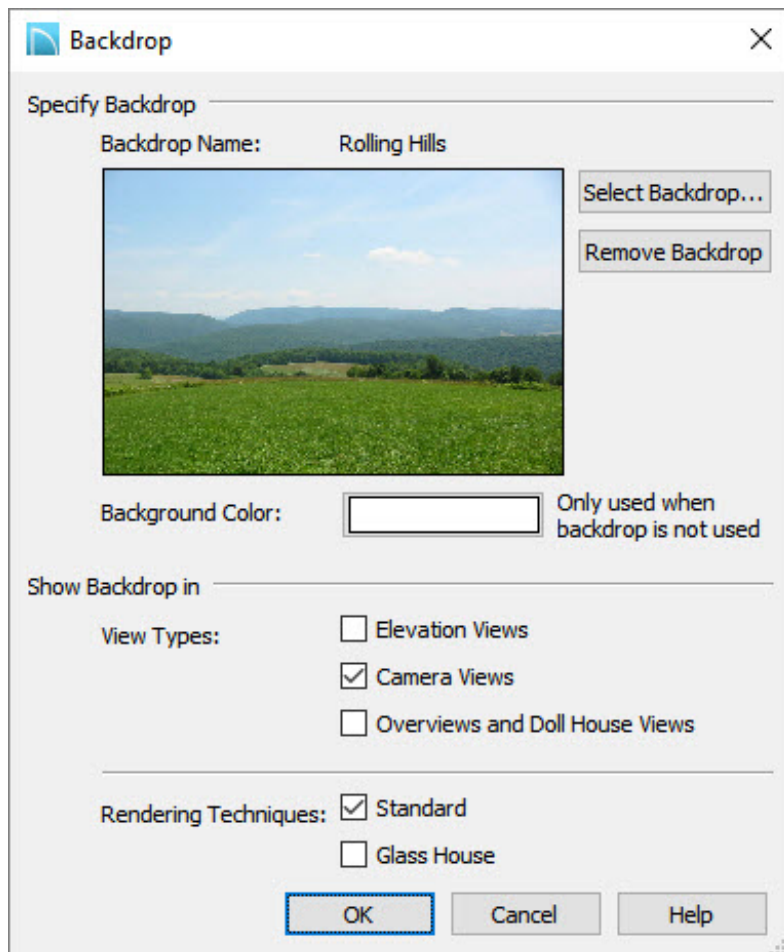 Backdrop
Specify Backdrop
Backdrop Name: Rolling Hills
Select Backdrop...
Remove Backdrop
Background Color:
Only used when
backdrop is not used
Show Backdrop in
View Types:
Elevation Views
Camera Views
Overviews and Doll House Views
Rendering Techniques:
Standard
Glass House
OK Cancel Help